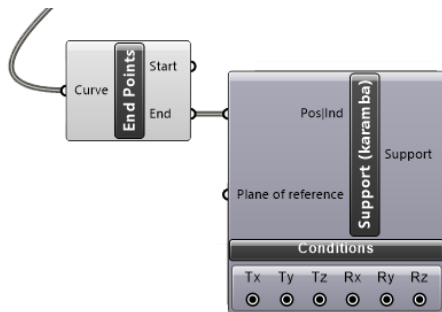 Curve
End Points
Start
End
Pos|Ind
Plane of reference
Support (karamba)
Support
Conditions
Tx Ty Tz Rx Ry Rz